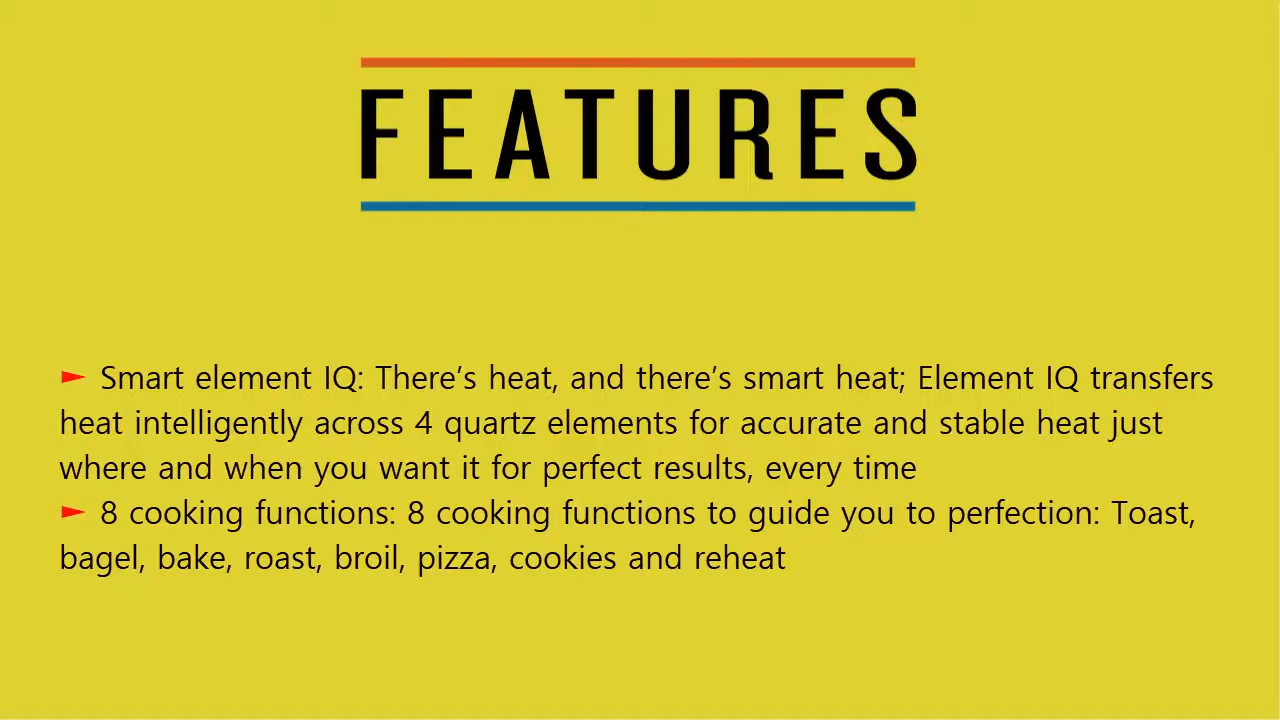 FEATURES
► Smart element IQ: There’s heat, and there’s smart heat; Element IQ transfers
heat intelligently across 4 quartz elements for accurate and stable heat just
where and when you want it for perfect results, every time
► 8 cooking functions: 8 cooking functions to guide you to perfection: Toast,
bagel, bake, roast, broil, pizza, cookies and reheat